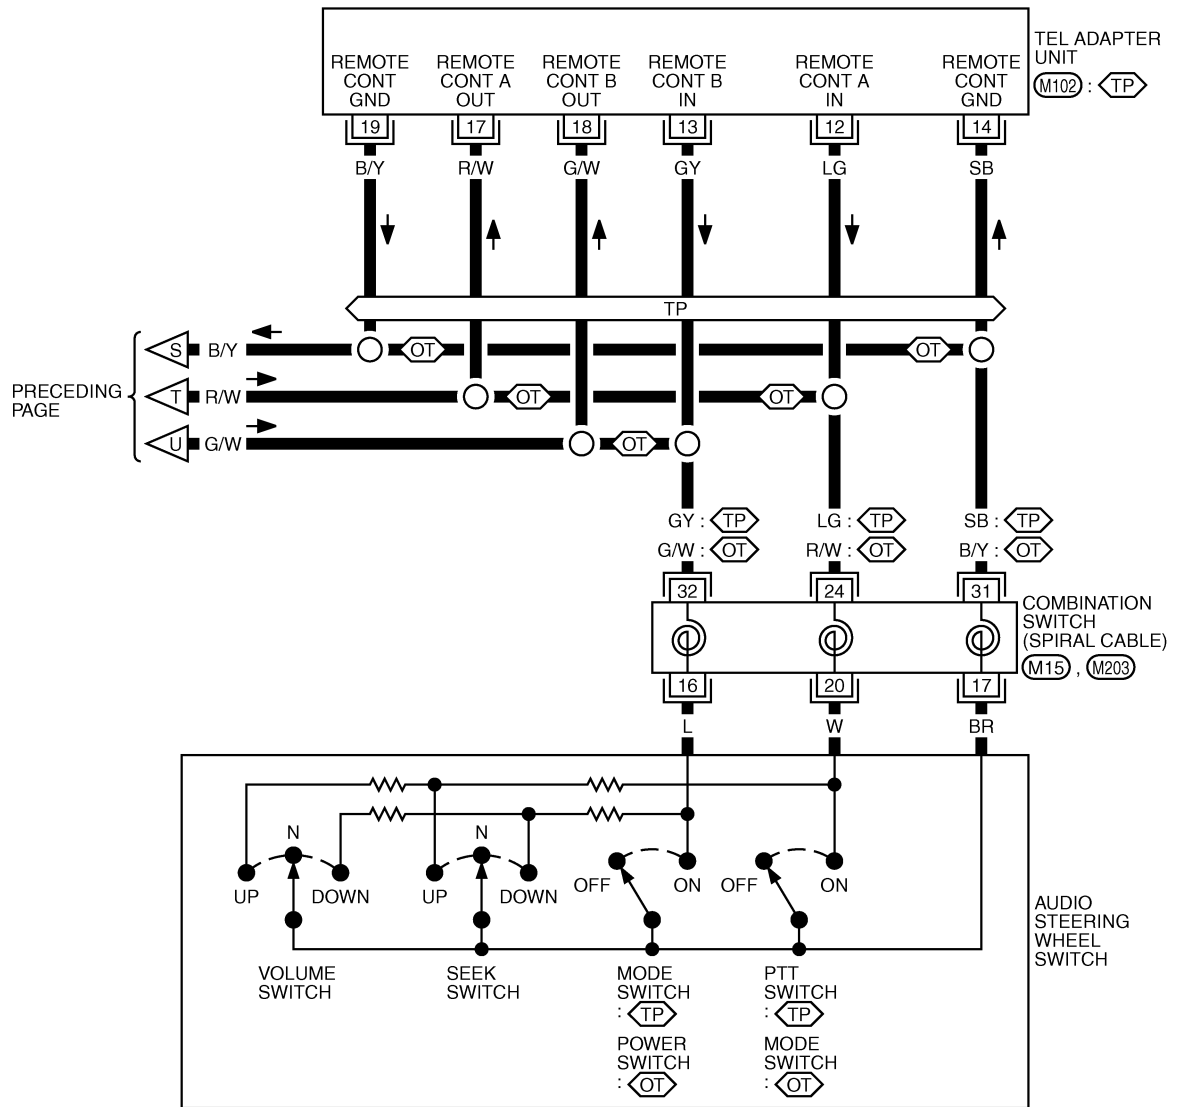 TEL ADAPTER
UNIT
M102 : TP
REMOTE CONT GND
REMOTE CONT A OUT
REMOTE CONT B OUT
REMOTE CONT B IN
REMOTE CONT A IN
REMOTE CONT GND
19 17 18 13 12 14
B/Y R/W G/W GY LG SB
TP
S B/Y OT OT
PRECEDING
PAGE
T R/W OT OT
U G/W OT
GY : TP LG : TP SB : TP
G/W : OT R/W : OT B/Y : OT
32 24 31
COMBINATION
SWITCH
(SPIRAL CABLE)
M15 , M203
16 20 17
L W BR
N N
UP DOWN UP DOWN OFF ON OFF ON
AUDIO
STEERING
WHEEL
SWITCH
VOLUME
SWITCH
SEEK
SWITCH
MODE
SWITCH
: TP
POWER
SWITCH
: OT
PTT
SWITCH
: TP
MODE
SWITCH
: OT